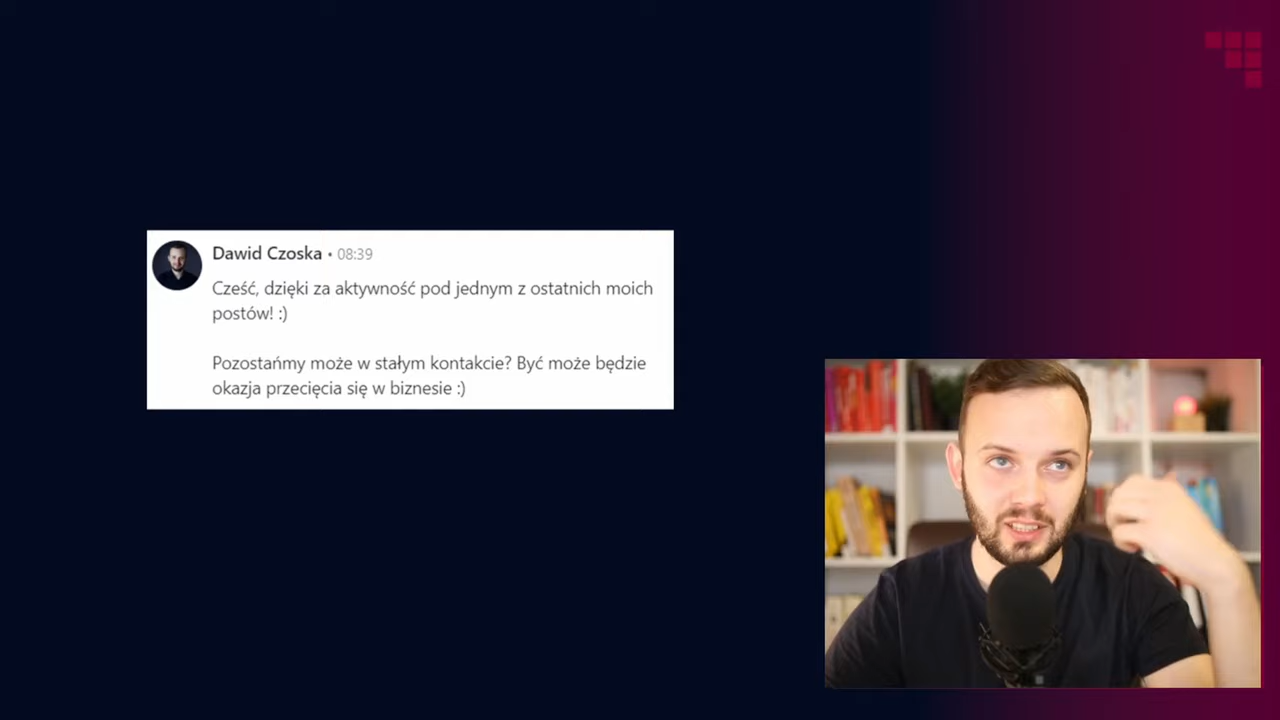 Dawid Czoska • 08:39
Cześć, dzięki za aktywność pod jednym z ostatnich moich
postów! :)
Pozostańmy może w stałym kontakcie? Być może będzie
okazja przecięcia się w biznesie :)